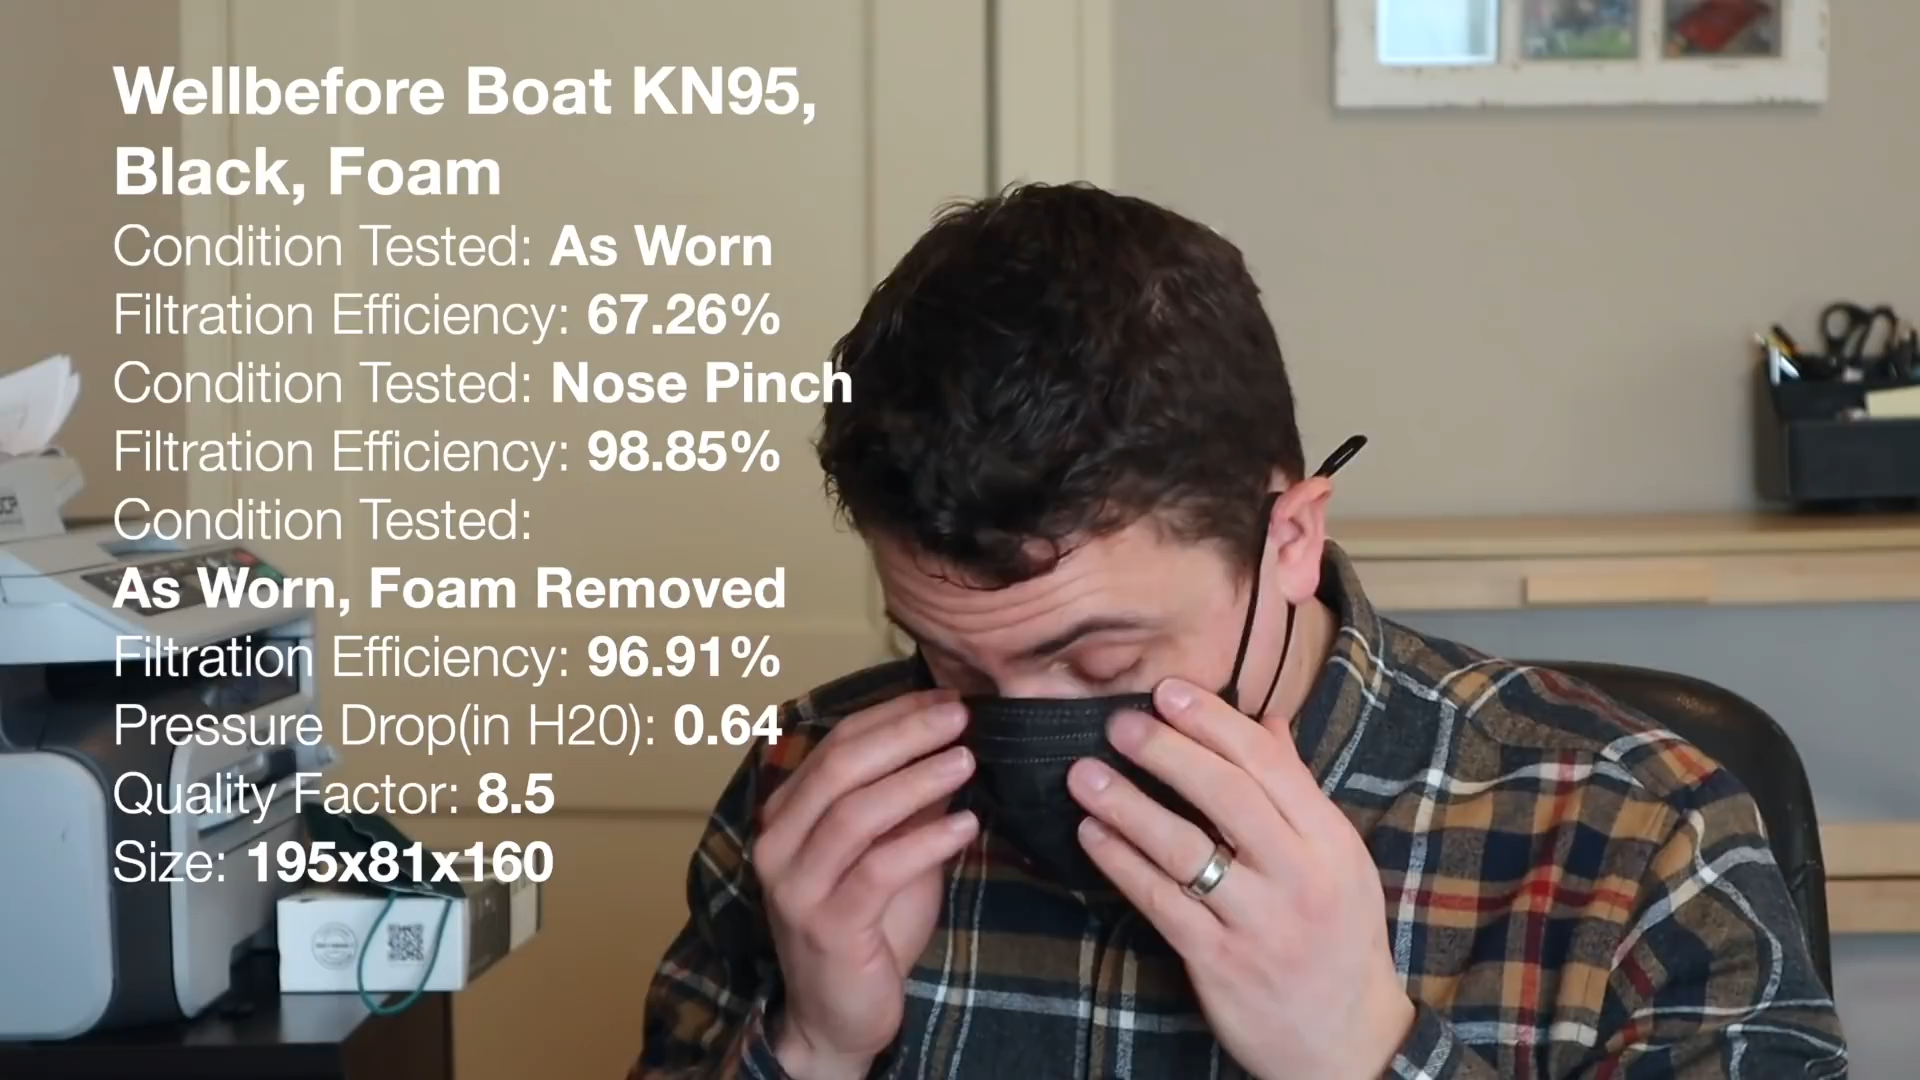 Wellbefore Boat KN95,
Black, Foam
Condition Tested: As Worn
Filtration Efficiency: 67.26%
Condition Tested: Nose Pinch
Filtration Efficiency: 98.85%
Condition Tested:
As Worn, Foam Removed
Filtration Efficiency: 96.91%
Pressure Drop(in H20): 0.64
Quality Factor: 8.5
Size: 195x81x160